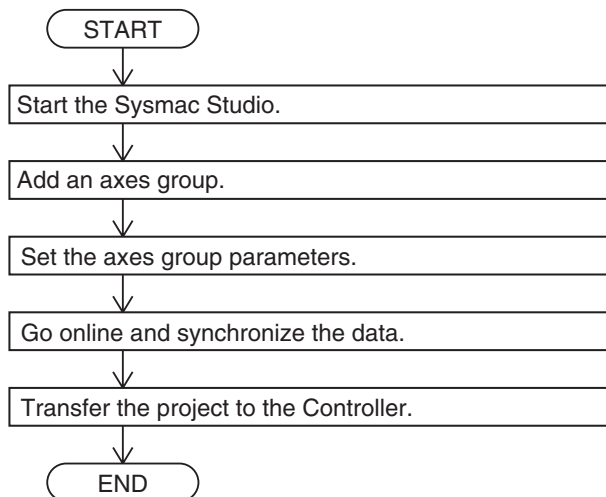 START
Start the Sysmac Studio.
Add an axes group.
Set the axes group parameters.
Go online and synchronize the data.
Transfer the project to the Controller.
END